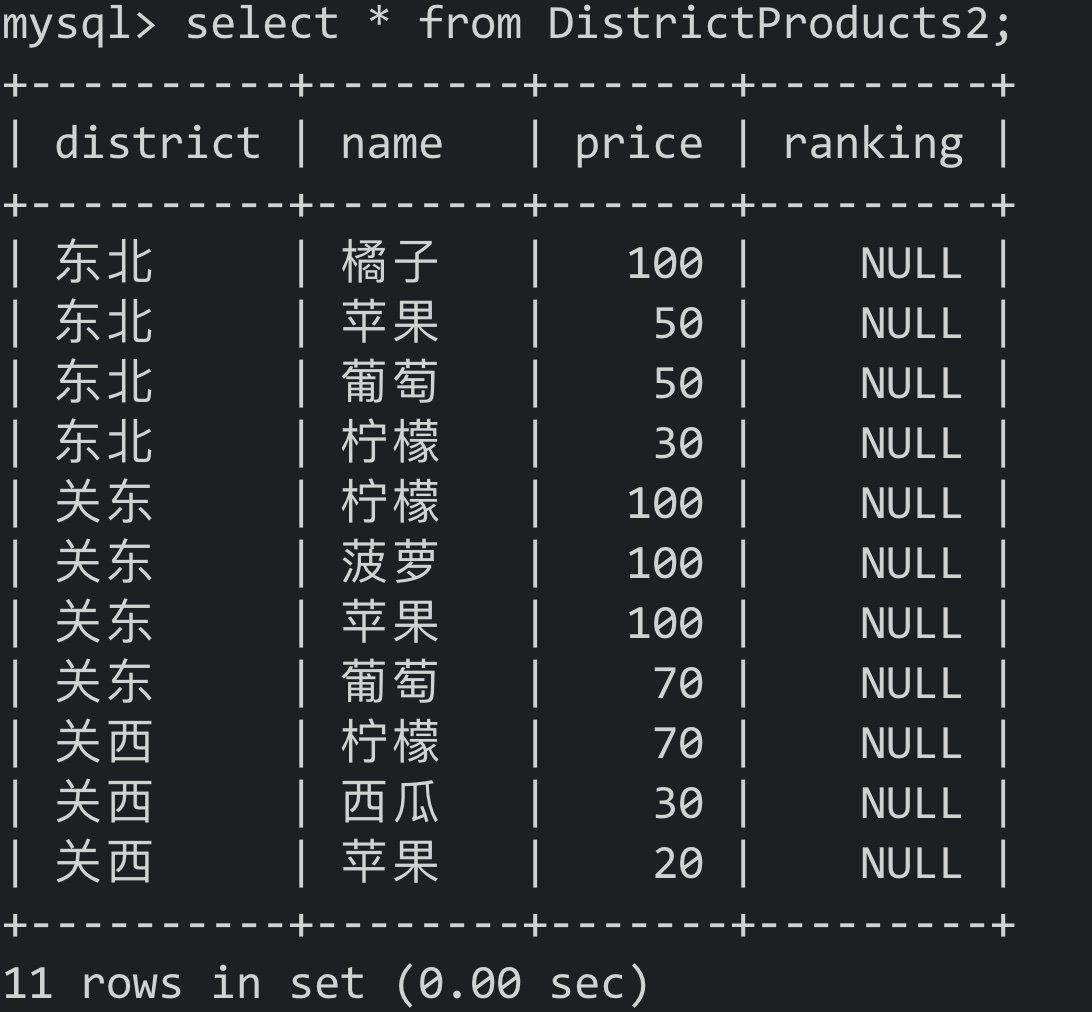 mysql> select * from DistrictProducts2;
+----------+--------+-------+---------+
| district | name   | price | ranking |
+----------+--------+-------+---------+
| 东北     | 橘子   |   100 |    NULL |
| 东北     | 苹果   |    50 |    NULL |
| 东北     | 葡萄   |    50 |    NULL |
| 东北     | 柠檬   |    30 |    NULL |
| 关东     | 柠檬   |   100 |    NULL |
| 关东     | 菠萝   |   100 |    NULL |
| 关东     | 苹果   |   100 |    NULL |
| 关东     | 葡萄   |    70 |    NULL |
| 关西     | 柠檬   |    70 |    NULL |
| 关西     | 西瓜   |    30 |    NULL |
| 关西     | 苹果   |    20 |    NULL |
+----------+--------+-------+---------+
11 rows in set (0.00 sec)